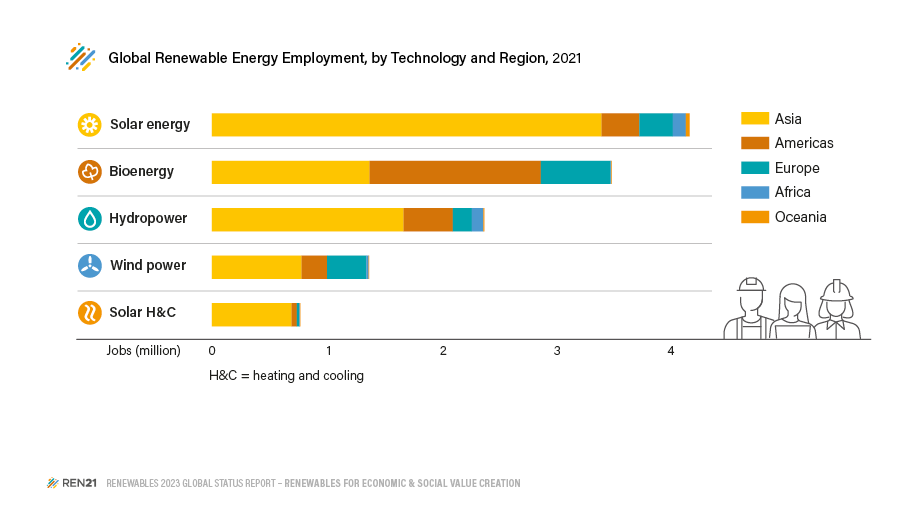 Global Renewable Energy Employment, by Technology and Region, 2021
Solar energy
Bioenergy
Hydropower
Wind power
Solar H&C
Asia
Americas
Europe
Africa
Oceania
Jobs (million) 0 1 2 3 4
H&C = heating and cooling
REN21 RENEWABLES 2023 GLOBAL STATUS REPORT – RENEWABLES FOR ECONOMIC & SOCIAL VALUE CREATION